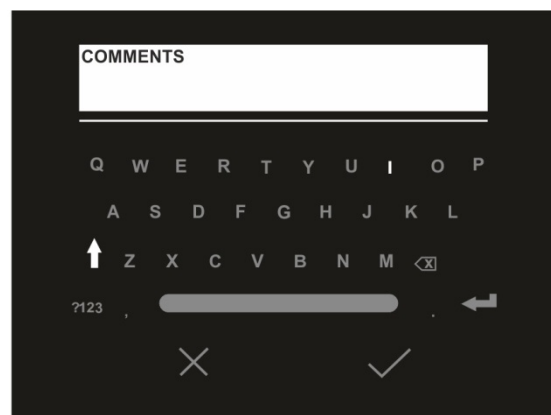 COMMENTS
Q W E R T Y U I O P
A S D F G H J K L
Z X C V B N M
?123 , .